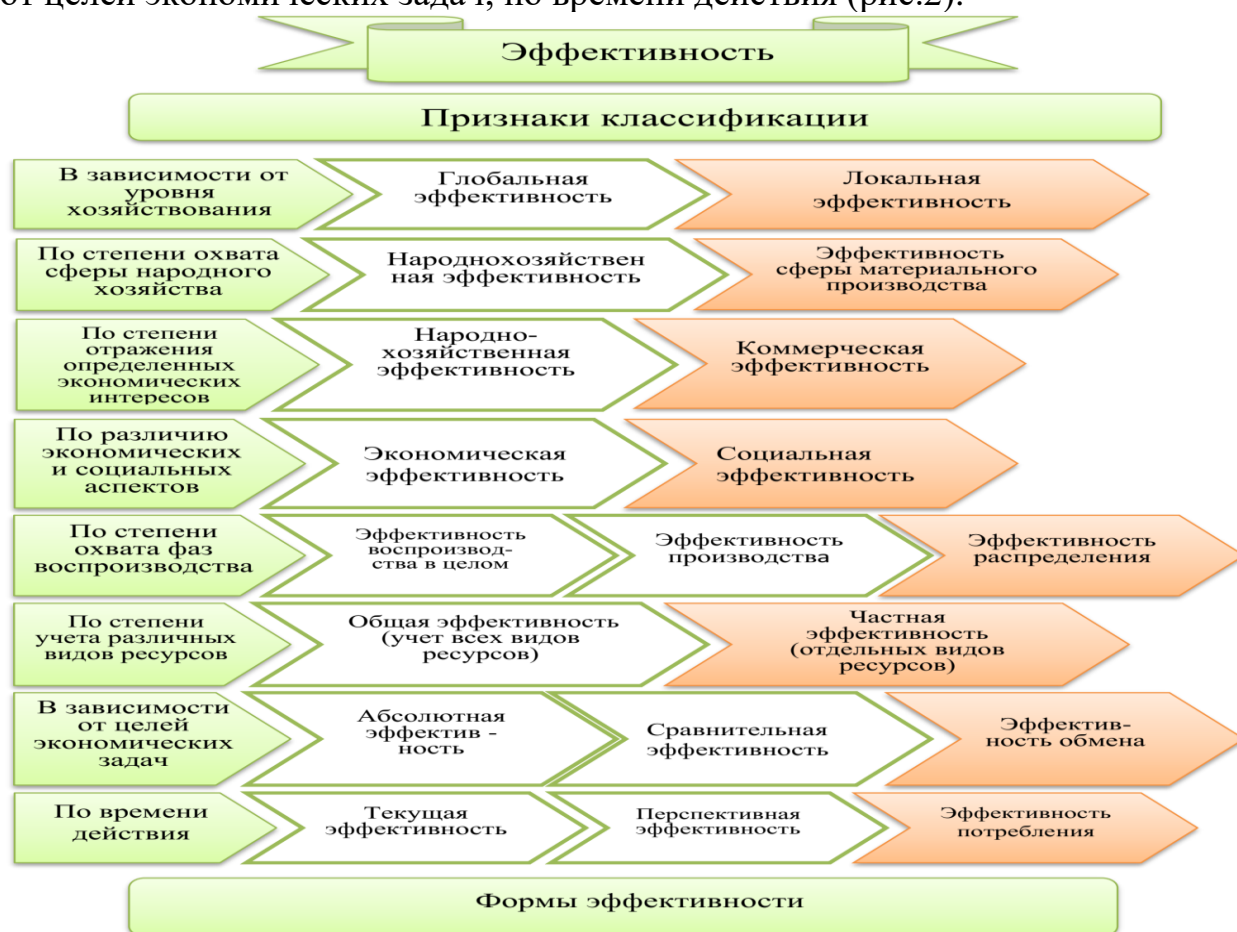 от целей экономических задач, по времени действия (рис.2).
Эффективность
Признаки классификации
В зависимости от
уровня
хозяйствования
Глобальная
эффективность
Локальная
эффективность
По степени охвата
сферы народного
хозяйства
Народнохозяйствен
ная эффективность
Эффективность
сферы материального
производства
По степени
отражения
определенных
экономических
интересов
Народно-
хозяйственная
эффективность
Коммерческая
эффективность
По различию
экономических
и социальных
аспектов
Экономическая
эффективность
Социальная
эффективность
По степени
охвата фаз
воспроизводства
Эффективность
воспроизвод-
ства в целом
Эффективность
производства
Эффективность
распределения
По степени
учета различных
видов ресурсов
Общая эффективность
(учет всех видов
ресурсов)
Частная
эффективность
(отдельных видов
ресурсов)
В зависимости
от целей
экономических
задач
Абсолютная
эффектив -
ность
Сравнительная
эффективность
Эффектив-
ность обмена
По времени
действия
Текущая
эффективность
Перспективная
эффективность
Эффективность
потребления
Формы эффективности